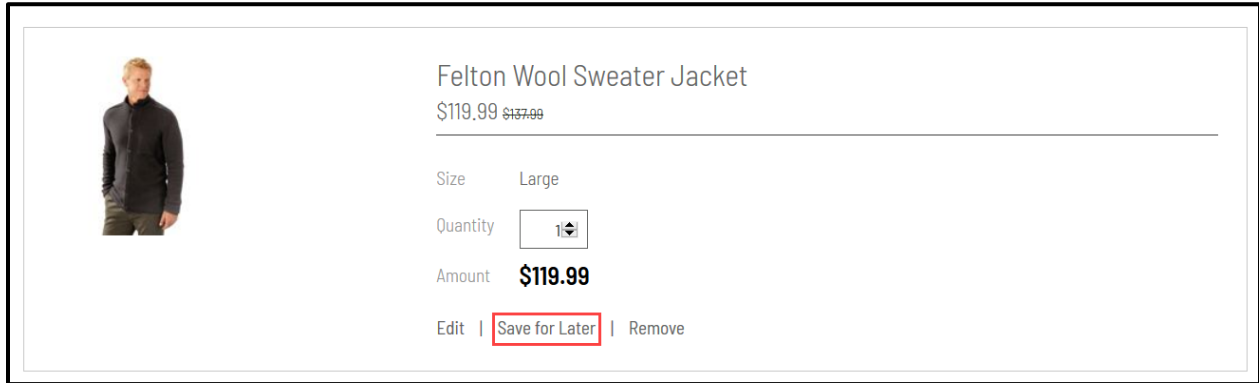 Felton Wool Sweater Jacket
$119.99 $137.99
Size Large
Quantity 1
Amount $119.99
Edit | Save for Later | Remove